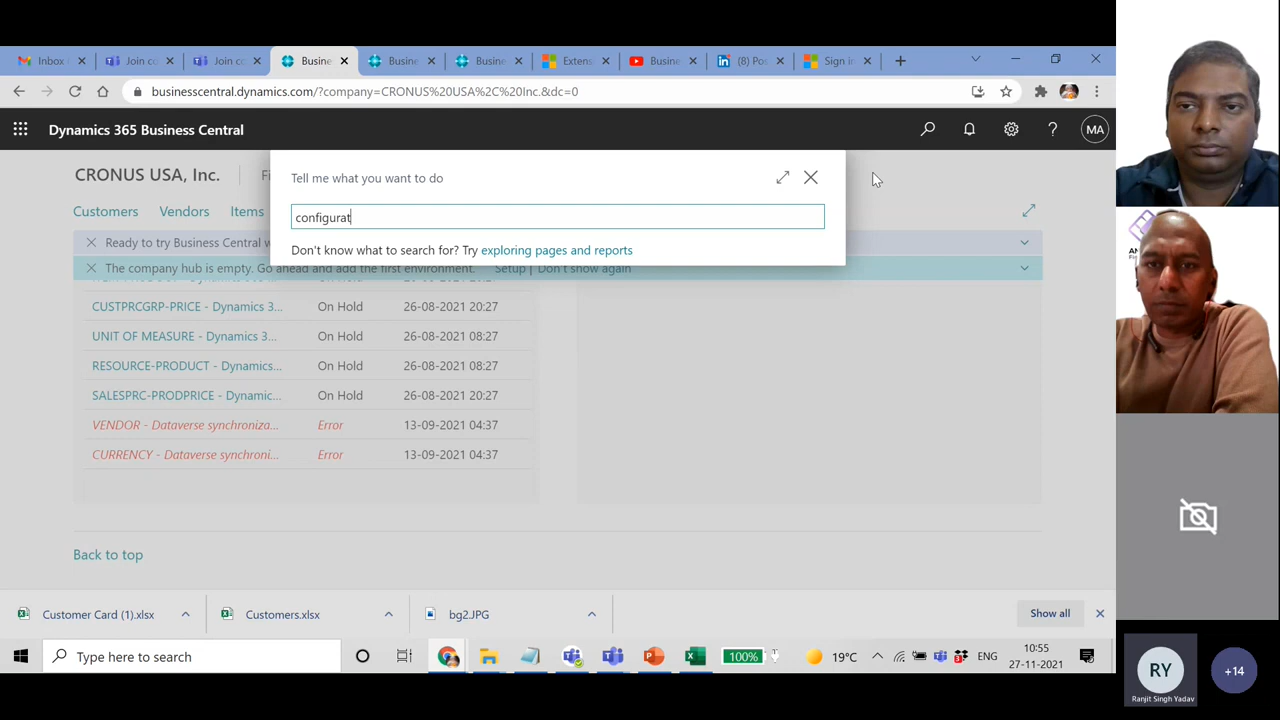 Inbox
Join co
Join co
Busine
Busine
Busine
Extens
Busine
(8) Pos
Sign in
businesscentral.dynamics.com/?company=CRONUS%20USA%2C%20Inc.&dc=0
Dynamics 365 Business Central
MA
CRONUS USA, Inc.
Fi
Tell me what you want to do
configurat
Don't know what to search for? Try exploring pages and reports
Customers
Vendors
Items
Ready to try Business Central w
The company hub is empty. Go ahead and add the first environment. Setup | Don't show again
CUSTPRCGRP-PRICE - Dynamics 3... On Hold 26-08-2021 20:27
UNIT OF MEASURE - Dynamics 3... On Hold 26-08-2021 08:27
RESOURCE-PRODUCT - Dynamics... On Hold 26-08-2021 08:27
SALESPRC-PRODPRICE - Dynamic... On Hold 26-08-2021 08:27
VENDOR - Dataverse synchroniza... Error 13-09-2021 04:37
CURRENCY - Dataverse synchroni... Error 13-09-2021 04:37
Back to top
Customer Card (1).xlsx
Customers.xlsx
bg2.JPG
Show all
Type here to search
100%
19°C
ENG
10:55
27-11-2021
RY
Ranjit Singh Yadav
+14